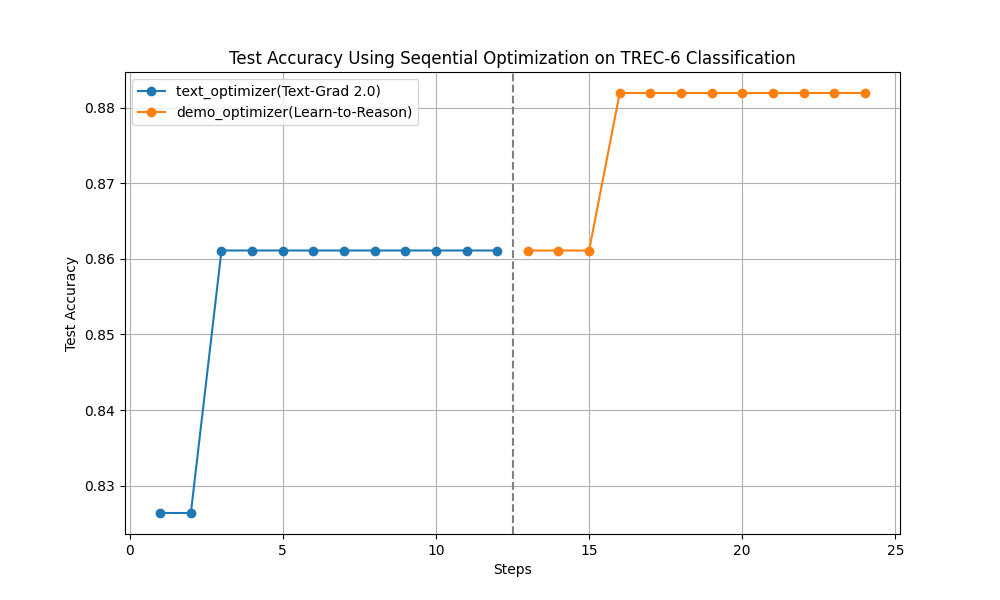 Test Accuracy Using Seqential Optimization on TREC-6 Classification
text_optimizer(Text-Grad 2.0)
demo_optimizer(Learn-to-Reason)
Test Accuracy
0.88
0.87
0.86
0.85
0.84
0.83
0
5
10
15
20
25
Steps